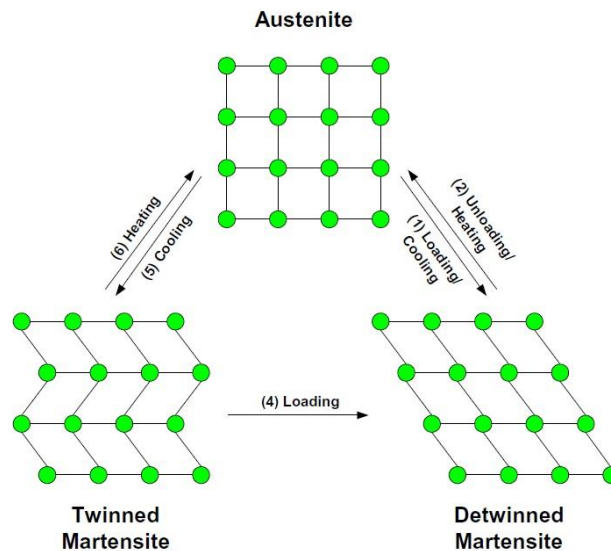 Austenite
(6) Heating
(5) Cooling
(2) Unloading/
Heating
(1) Loading/
Cooling
(4) Loading
Twinned
Martensite
Detwinned
Martensite